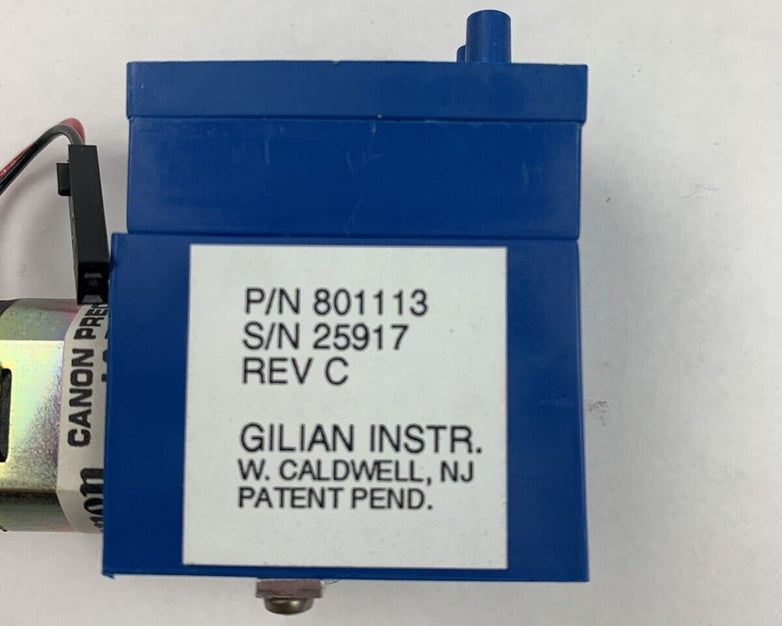 P/N 801113
S/N 25917
REV C
GILIAN INSTR.
W. CALDWELL, NJ
PATENT PEND.
CANON